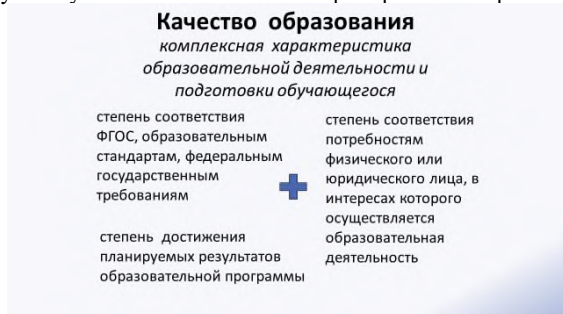 Качество образования
комплексная характеристика
образовательной деятельности и
подготовки обучающегося
степень соответствия
ФГОС, образовательным
стандартам, федеральным
государственным
требованиям
степень достижения
планируемых результатов
образовательной программы
степень соответствия
потребностям
физического или
юридического лица, в
интересах которого
осуществляется
образовательная
деятельность